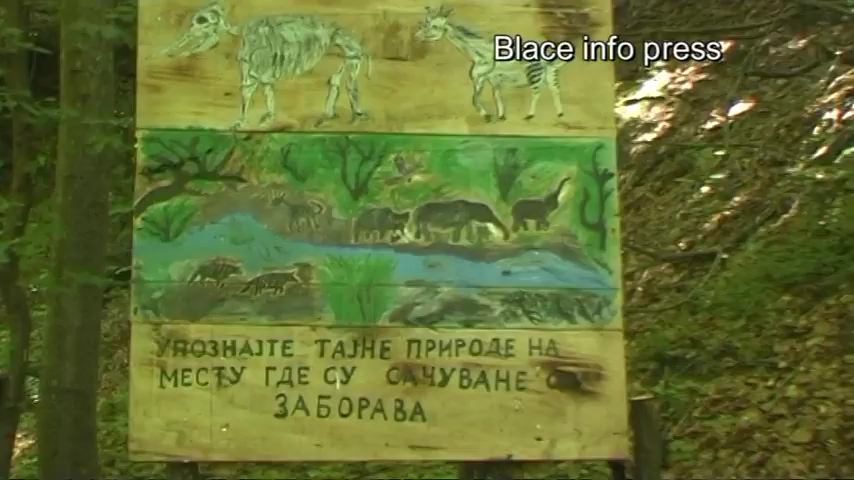 Blace info press
УПОЗНАЈТЕ ТАЈНЕ ПРИРОДЕ НА
МЕСТУ ГДЕ СУ САЧУВАНЕ
ЗАБОРАВА